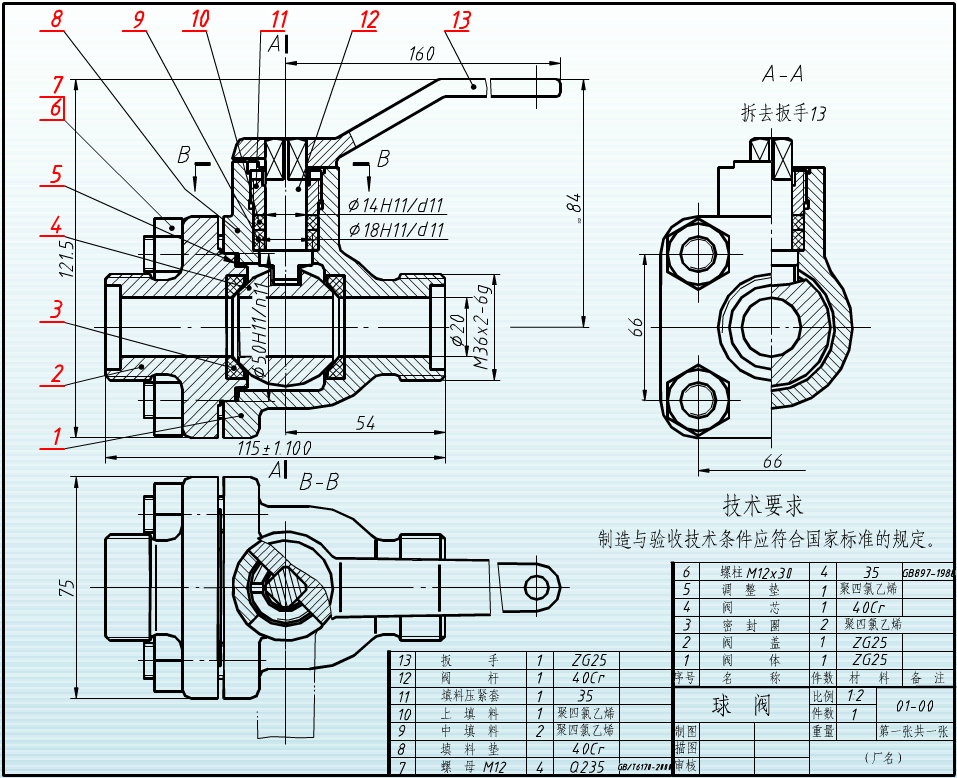 8
9
10
11
12
13
A
160
A-A
7
6
拆去扳手13
B
B
5
ϕ14H11/d11
84
4
ϕ18H11/d11
121.5
ϕ50H11/n11
3
ϕ20
M36x2-6g
66
2
1
54
115±1.100
66
A
B-B
技术要求
制造与验收技术条件应符合国家标准的规定。
75
6 螺柱M12x30 4 35
5 调整垫 1 聚四氯乙烯
4 阀芯 1 40Cr
3 密封圈 2 聚四氯乙烯
2 阀盖 1 ZG25
1 阀体 1 ZG25
序号 名称 件数 材料 备注
13 扳手 1 ZG25
12 阀杆 1 40Cr
11 填料压紧套 1 35
10 上填料 1 聚四氯乙烯
9 中填料 2 聚四氯乙烯
8 填料垫 40Cr
7 螺母M12 4 Q235
球阀
比例 1:2
件数 1
01-00
制图
重量
第一张共一张
描图
审核
(厂名)